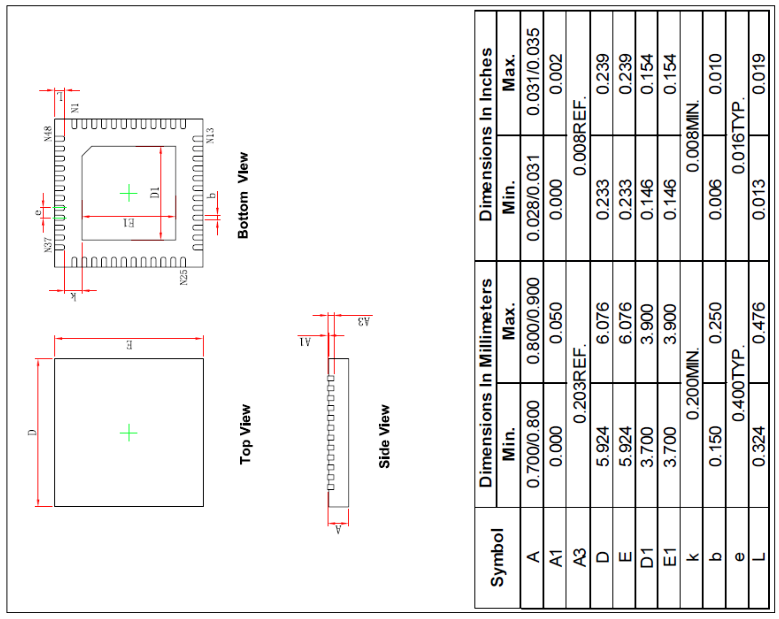 D
E
Top View
N37
e
N48
L
k
N1
E1
D1
N25
b
N13
Bottom View
A
A1
A3
Side View
Symbol Dimensions In Millimeters Dimensions In Inches
Min. Max. Min. Max.
A 0.700/0.800 0.800/0.900 0.028/0.031 0.031/0.035
A1 0.000 0.050 0.000 0.002
A3 0.203REF. 0.008REF.
D 5.924 6.076 0.233 0.239
E 5.924 6.076 0.233 0.239
D1 3.700 3.900 0.146 0.154
E1 3.700 3.900 0.146 0.154
k 0.200MIN. 0.008MIN.
b 0.150 0.250 0.006 0.010
e 0.400TYP. 0.016TYP.
L 0.324 0.476 0.013 0.019